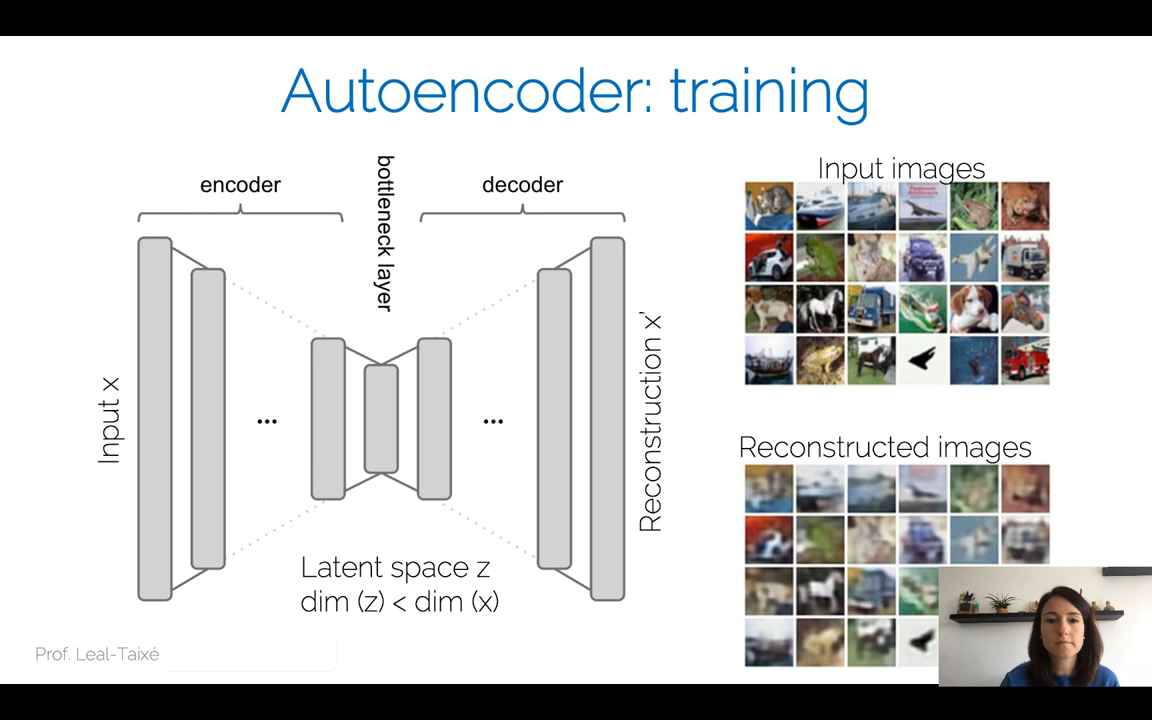 Autoencoder: training
encoder
bottleneck layer
decoder
Input images
Input x
...
...
Reconstruction x'
Reconstructed images
Latent space z
dim (z) < dim (x)
Prof. Leal-Taixé